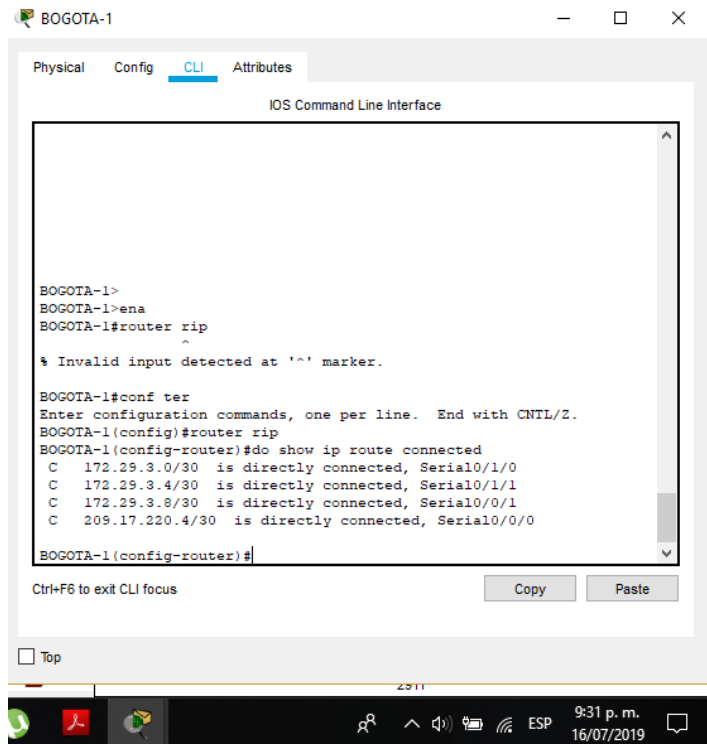 BOGOTA-1
Physical Config CLI Attributes
IOS Command Line Interface
BOGOTA-1>
BOGOTA-1>ena
BOGOTA-1#router rip
^
% Invalid input detected at '^' marker.
BOGOTA-1#conf ter
Enter configuration commands, one per line.  End with CNTL/Z.
BOGOTA-1(config)#router rip
BOGOTA-1(config-router)#do show ip route connected
C   172.29.3.0/30  is directly connected, Serial0/1/0
C   172.29.3.4/30  is directly connected, Serial0/1/1
C   172.29.3.8/30  is directly connected, Serial0/0/1
C   209.17.220.4/30  is directly connected, Serial0/0/0
BOGOTA-1(config-router)#
Ctrl+F6 to exit CLI focus
Copy Paste
Top
ESP
9:31 p. m.
16/07/2019